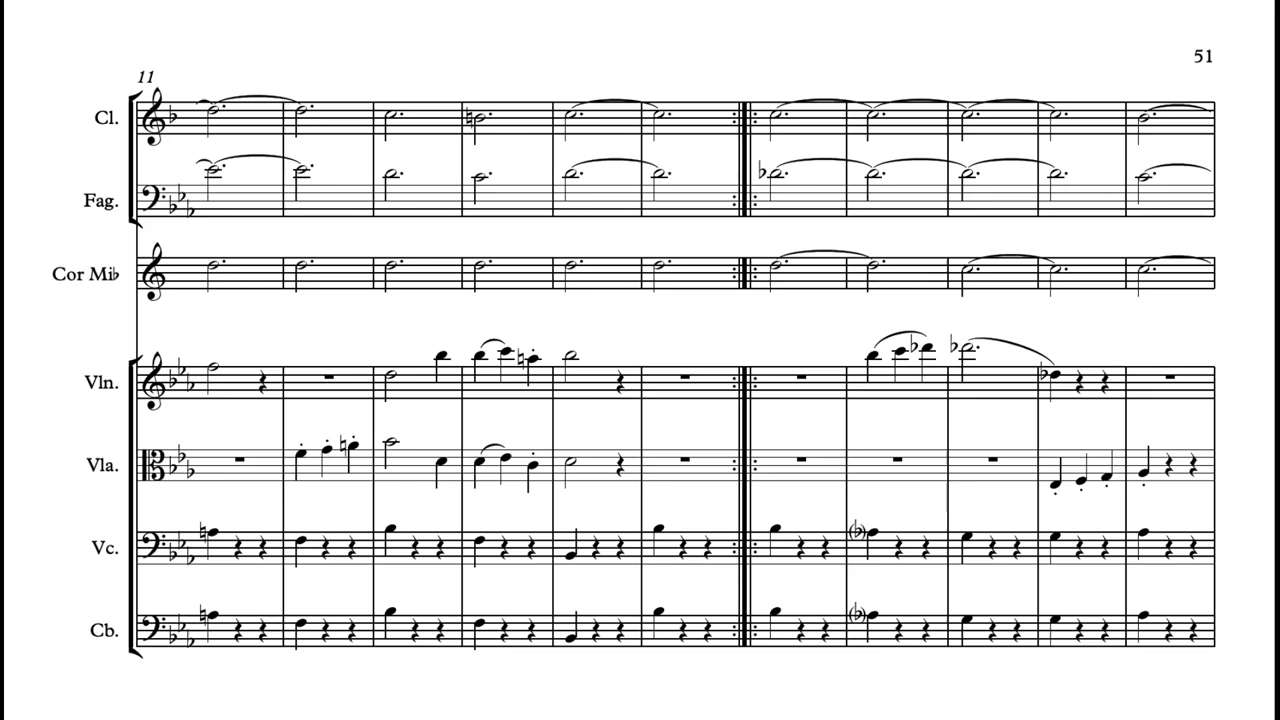 51
11
Cl.
Fag.
Cor Mi♭
Vln.
Vla.
Vc.
Cb.